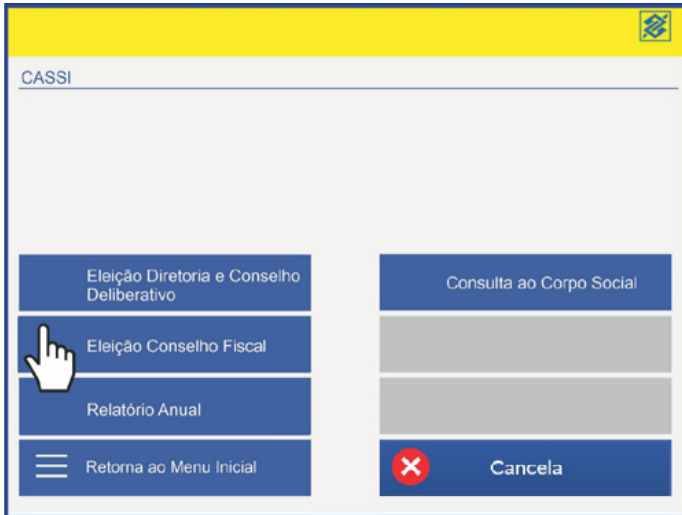 CASSI
Eleição Diretoria e Conselho
Deliberativo
Consulta ao Corpo Social
Eleição Conselho Fiscal
Relatório Anual
Retorna ao Menu Inicial
Cancela